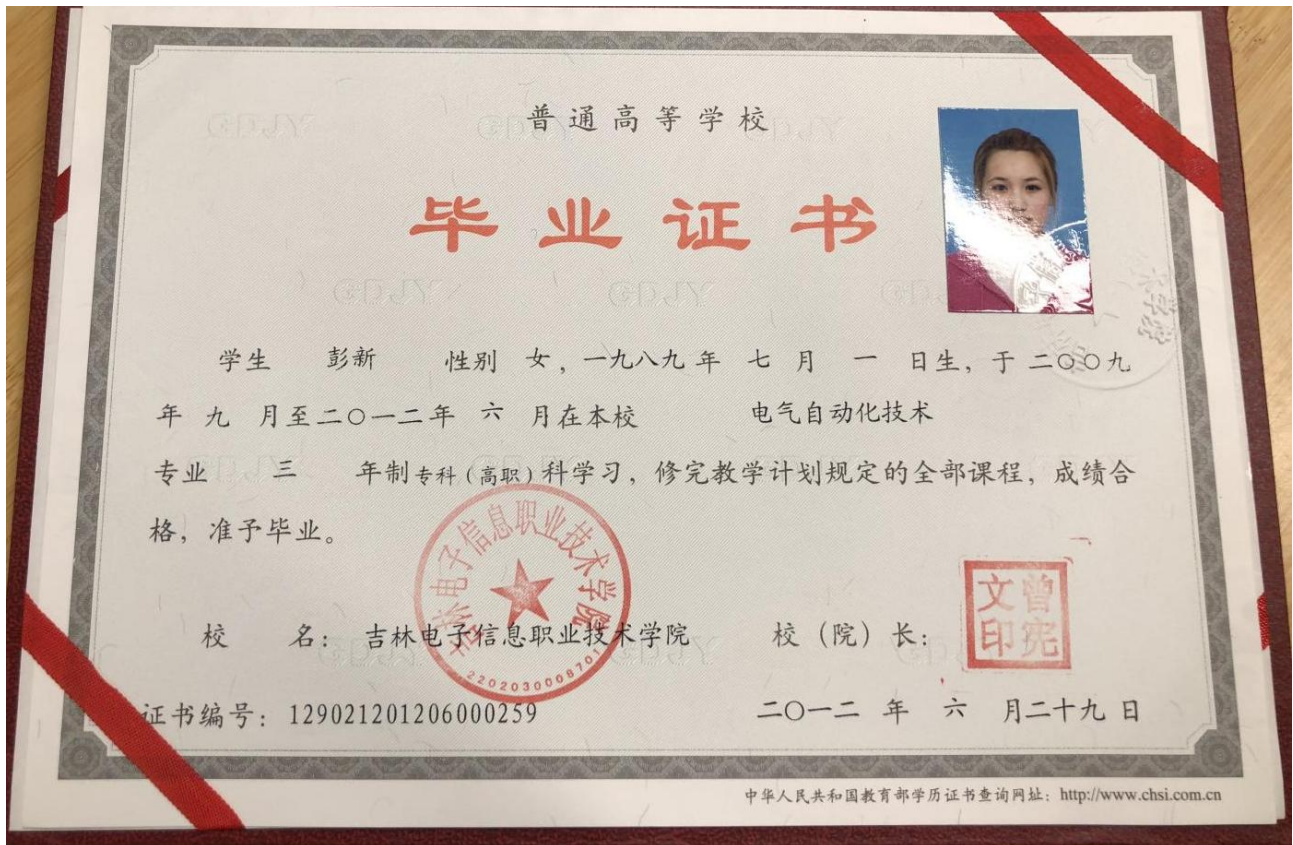 普通高等学校
毕业证书
学生 彭新 性别 女，一九八九年 七 月 一 日生，于二〇〇九
年 九 月至二〇一二年 六 月在本校 电气自动化技术
专业 三 年制专科（高职）科学习，修完教学计划规定的全部课程，成绩合
格，准予毕业。
吉林电子信息职业技术学院
2202030008701
校 名：吉林电子信息职业技术学院 校（院）长：
曾宪文印
证书编号：129021201206000259 二〇一二 年 六 月二十九 日
中华人民共和国教育部学历证书查询网址：http://www.chsi.com.cn
GDJY
GDJY
GDJY
GDJY